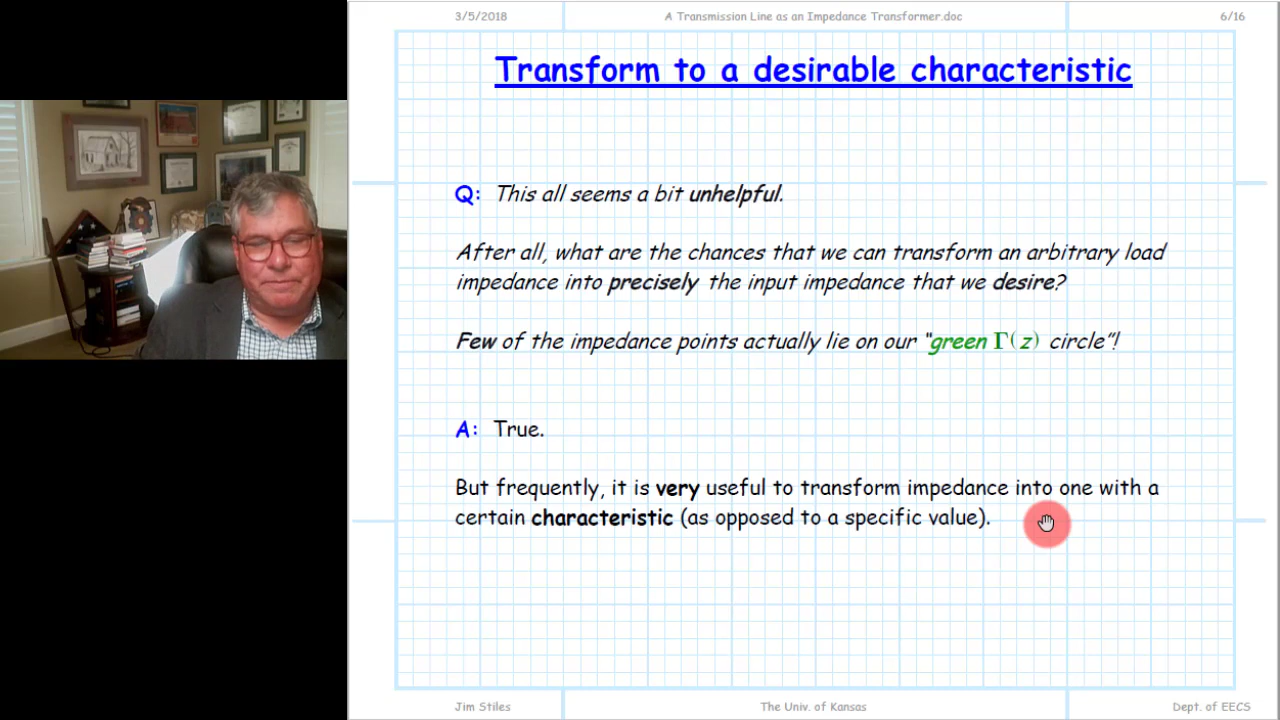 3/5/2018 A Transmission Line as an Impedance Transformer.doc 6/16
Transform to a desirable characteristic
Q: This all seems a bit unhelpful.
After all, what are the chances that we can transform an arbitrary load
impedance into precisely the input impedance that we desire?
Few of the impedance points actually lie on our “green Γ(z) circle”!
A: True.
But frequently, it is very useful to transform impedance into one with a
certain characteristic (as opposed to a specific value).
Jim Stiles The Univ. of Kansas Dept. of EECS